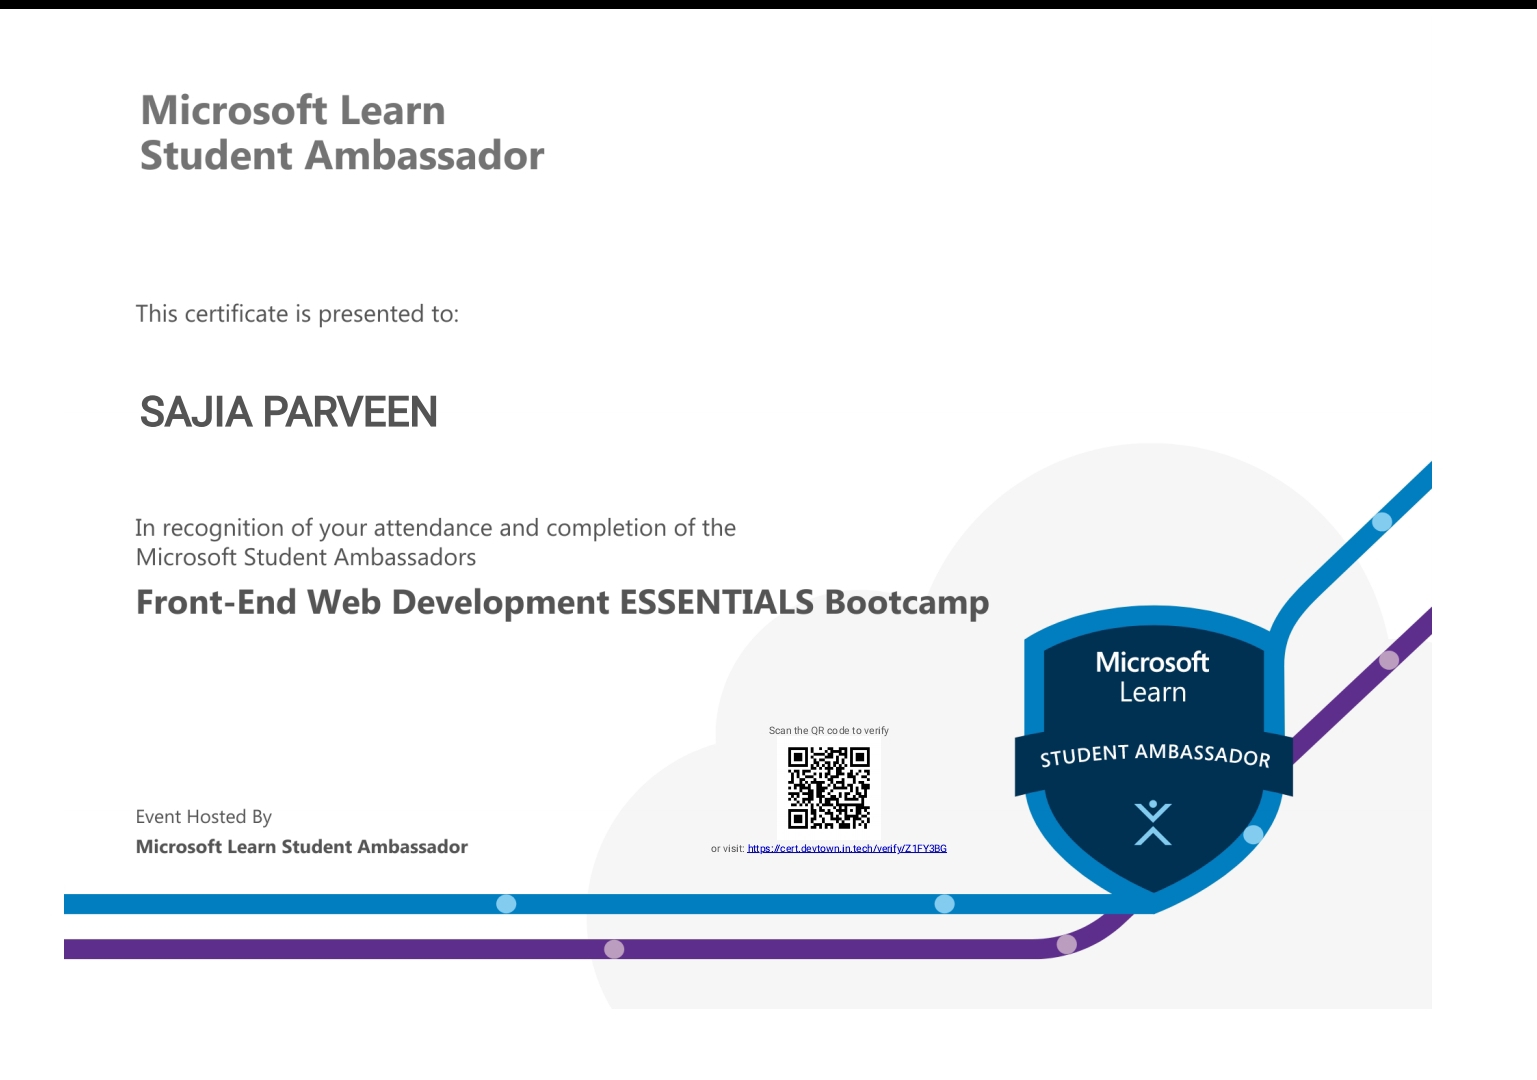 Microsoft Learn
Student Ambassador
This certificate is presented to:
SAJIA PARVEEN
In recognition of your attendance and completion of the
Microsoft Student Ambassadors
Front-End Web Development ESSENTIALS Bootcamp
Microsoft
Learn
STUDENT AMBASSADOR
Scan the QR code to verify
or visit: https://cert.devtown.in.tech/verify/Z1FY3BG
Event Hosted By
Microsoft Learn Student Ambassador